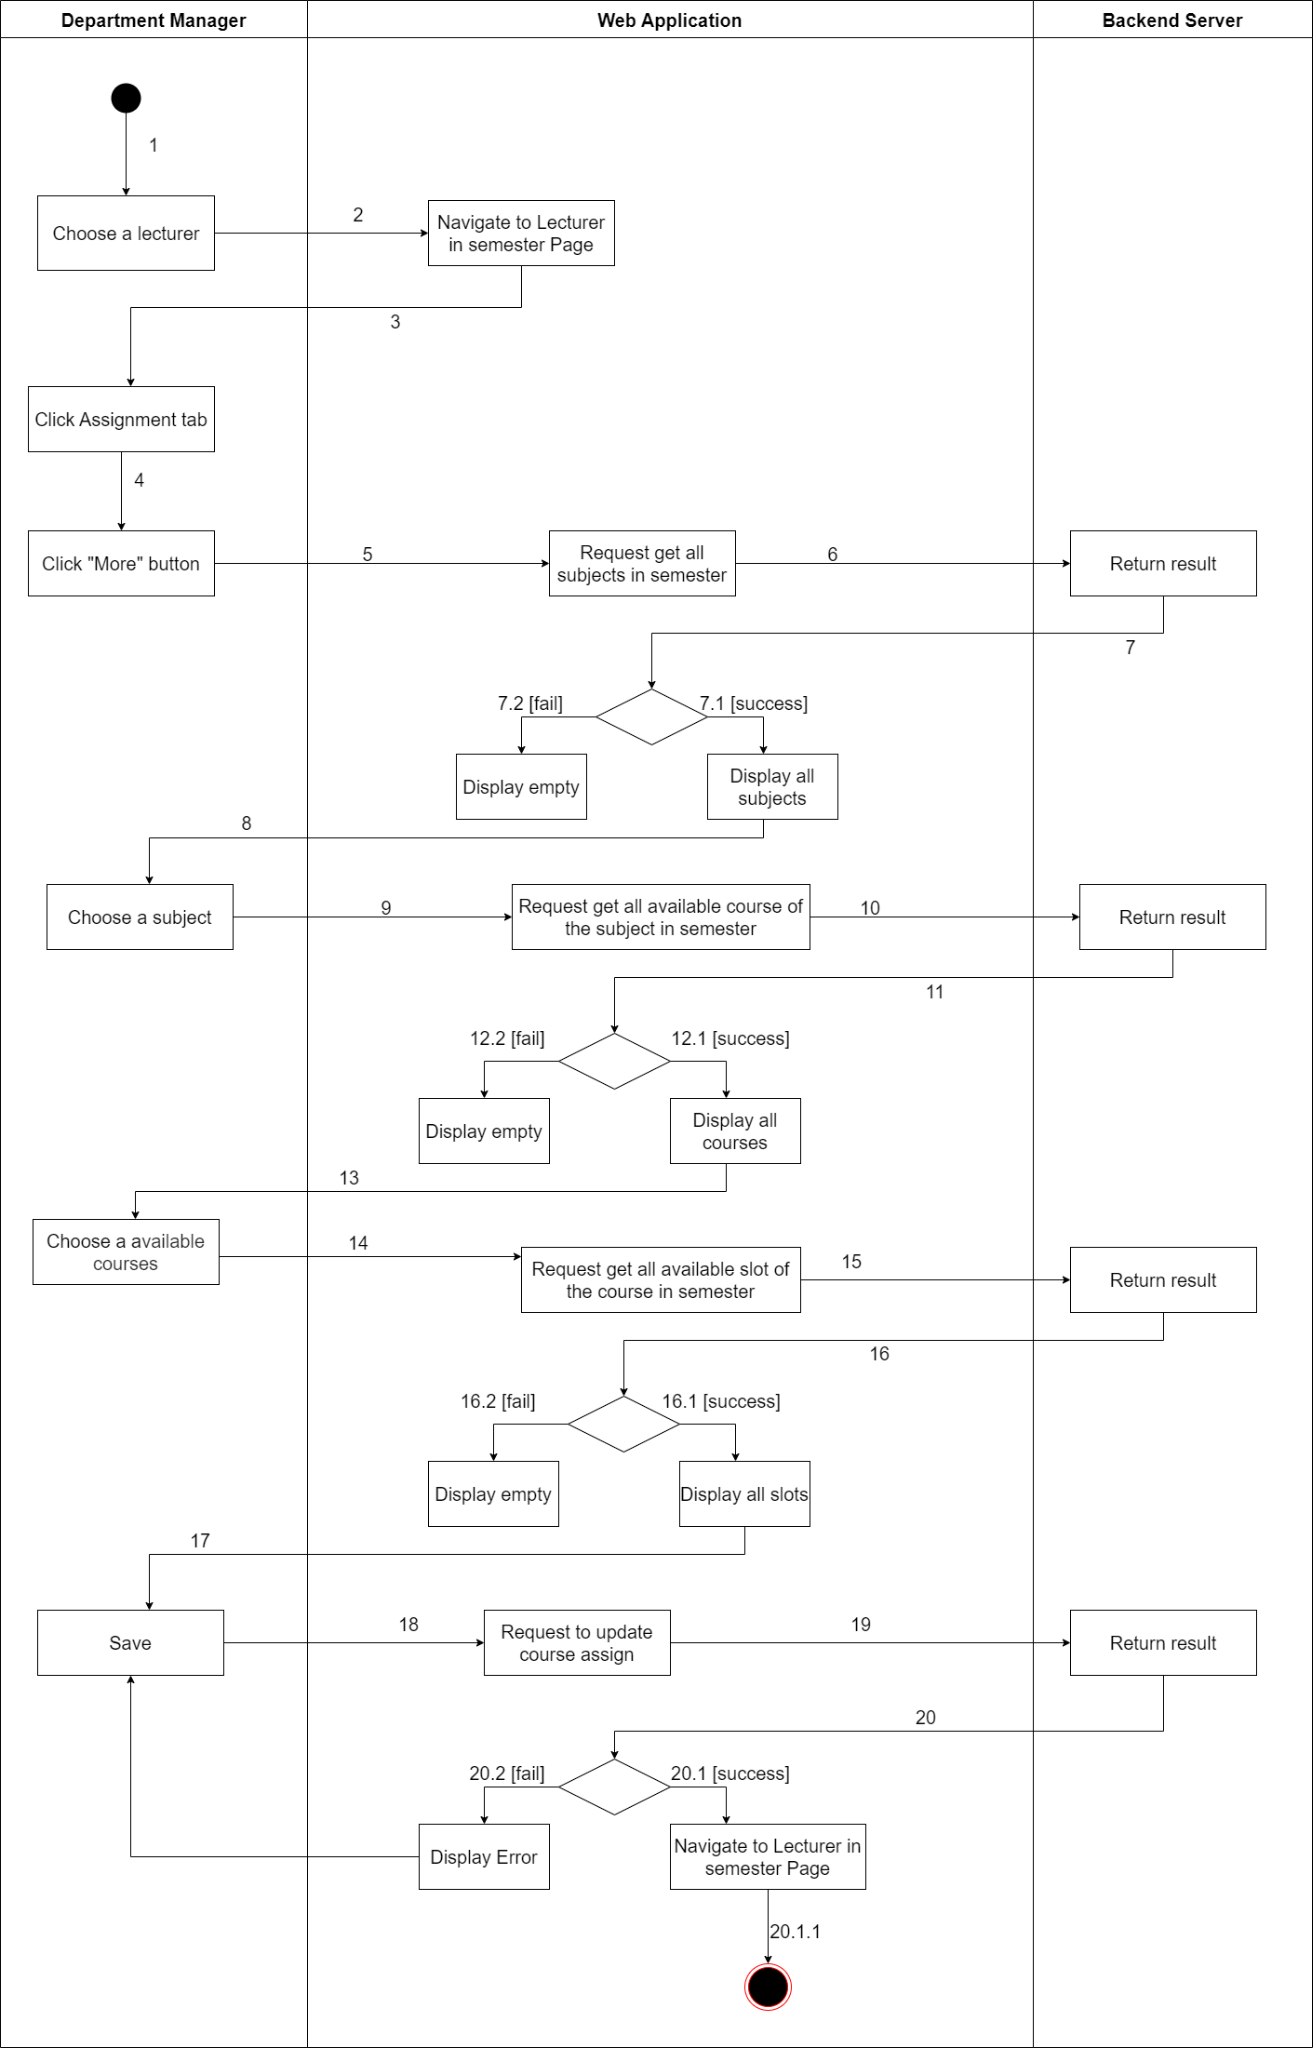 Department Manager
Web Application
Backend Server
1
Choose a lecturer
2
Navigate to Lecturer
in semester Page
3
Click Assignment tab
4
Click "More" button
5
Request get all
subjects in semester
6
Return result
7
7.2 [fail]
7.1 [success]
Display empty
Display all
subjects
8
Choose a subject
9
Request get all available course of
the subject in semester
10
Return result
11
12.2 [fail]
12.1 [success]
Display empty
Display all
courses
13
Choose a available
courses
14
Request get all available slot of
the course in semester
15
Return result
16
16.2 [fail]
16.1 [success]
Display empty
Display all slots
17
Save
18
Request to update
course assign
19
Return result
20
20.2 [fail]
20.1 [success]
Display Error
Navigate to Lecturer in
semester Page
20.1.1